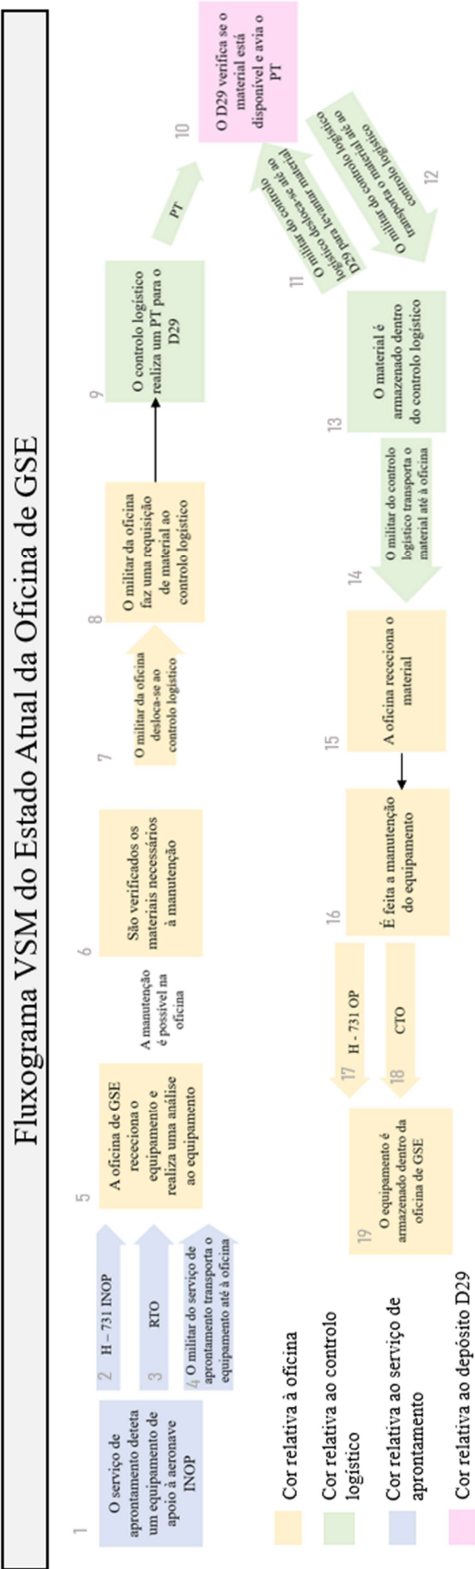 Fluxograma VSM do Estado Atual da Oficina de GSE
1
O serviço de
aprontamento deteta
um equipamento de
apoio à aeronave
INOP
2
H – 731 INOP
3
RTO
4
O militar do serviço de
aprontamento transporta o
equipamento até à oficina
5
A oficina de GSE
receciona o
equipamento e
realiza uma análise
ao equipamento
A manutenção
é possível na
oficina
6
São verificados os
materiais necessários
à manutenção
7
O militar da oficina
desloca-se ao
controlo logístico
8
O militar da oficina
faz uma requisição
de material ao
controlo logístico
9
O controlo logístico
realiza um PT para o
D29
PT
10
O D29 verifica se o
material está
disponível e avia o
PT
11
O militar do controlo
logístico desloca-se até ao
D29 para levantar material
12
O militar do controlo logístico
transporta o material até ao
controlo logístico
13
O material é
armazenado dentro
do controlo logístico
14
O militar do controlo
logístico transporta o
material até à oficina
15
A oficina receciona o
material
16
É feita a manutenção
do equipamento
17
H - 731 OP
18
CTO
19
O equipamento é
armazenado dentro da
oficina de GSE
Cor relativa à oficina
Cor relativa ao controlo
logístico
Cor relativa ao serviço de
aprontamento
Cor relativa ao depósito D29